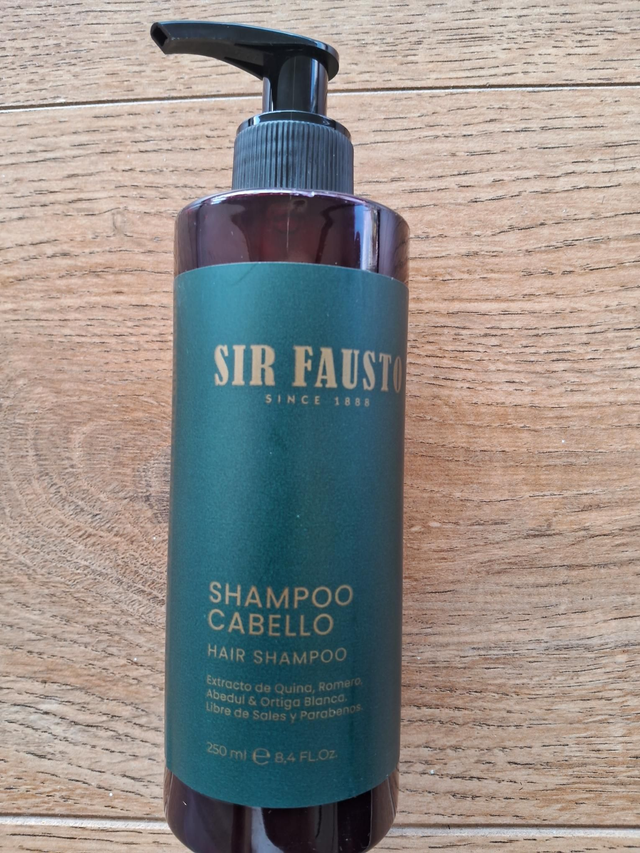 SIR FAUSTO
SINCE 1888
SHAMPOO
CABELLO
HAIR SHAMPOO
Extracto de Quina, Romero,
Abedul & Ortiga Blanca.
Libre de Sales y Parabenos.
250 ml ℮ 8,4 FL.Oz.